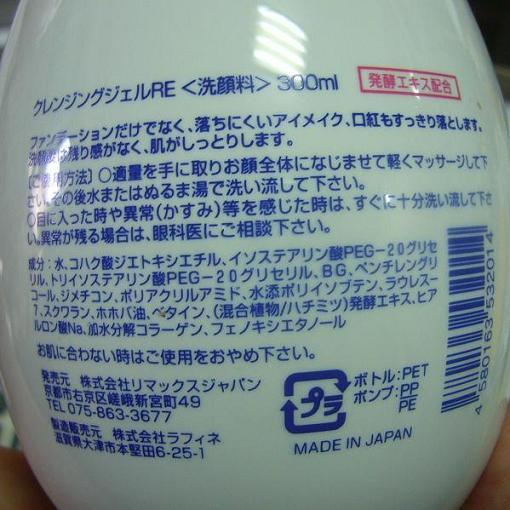 クレンジングジェルRE <洗顔料> 300ml
発酵エキス配合
ファンデーションだけでなく、落ちにくいアイメイク、口紅もすっきり落とします。
洗顔後は残り感がなく、肌がしっとりします。
〔ご使用方法〕○適量を手に取りお顔全体になじませて軽くマッサージして下
さい。その後水またはぬるま湯で洗い流して下さい。
○目に入った時や異常(かすみ)等を感じた時は、すぐに十分洗い流して下さ
い。異常が残る場合は、眼科医にご相談下さい。
成分：水、コハク酸ジエトキシエチル、イソステアリン酸PEG-20グリセ
リル、トリイソステアリン酸PEG-20グリセリル、BG、ペンチレングリ
コール、ジメチコン、ポリアクリルアミド、水添ポリイソブテン、ラウレス-
7、スクワラン、ホホバ油、ベタイン、(混合植物//ハチミツ)発酵エキス、ヒア
ルロン酸Na、加水分解コラーゲン、フェノキシエタノール
お肌に合わない時はご使用をおやめ下さい。
発売元 株式会社リマックスジャパン
京都市右京区嵯峨新宮町49
TEL 075-863-3677
製造販売元 株式会社ラフィネ
滋賀県大津市本堅田6-25-1
プラ
ボトル:PET
ポンプ:PP
PE
MADE IN JAPAN
4 580163 532014